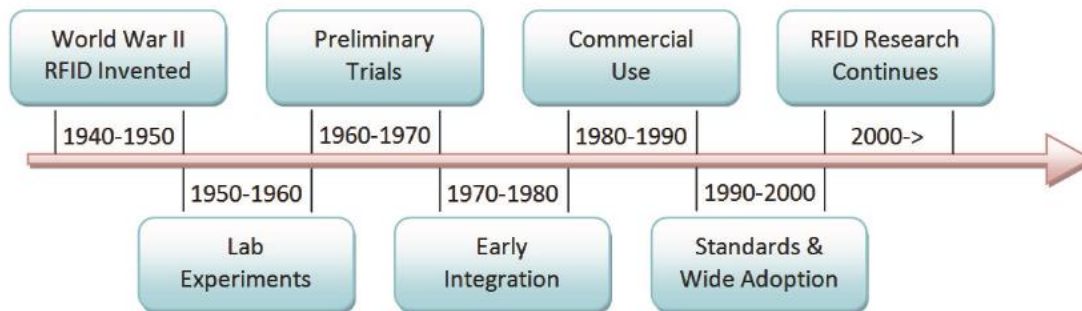 World War II
RFID Invented
Preliminary
Trials
Commercial
Use
RFID Research
Continues
1940-1950
1960-1970
1980-1990
2000->
1950-1960
1970-1980
1990-2000
Lab
Experiments
Early
Integration
Standards &
Wide Adoption